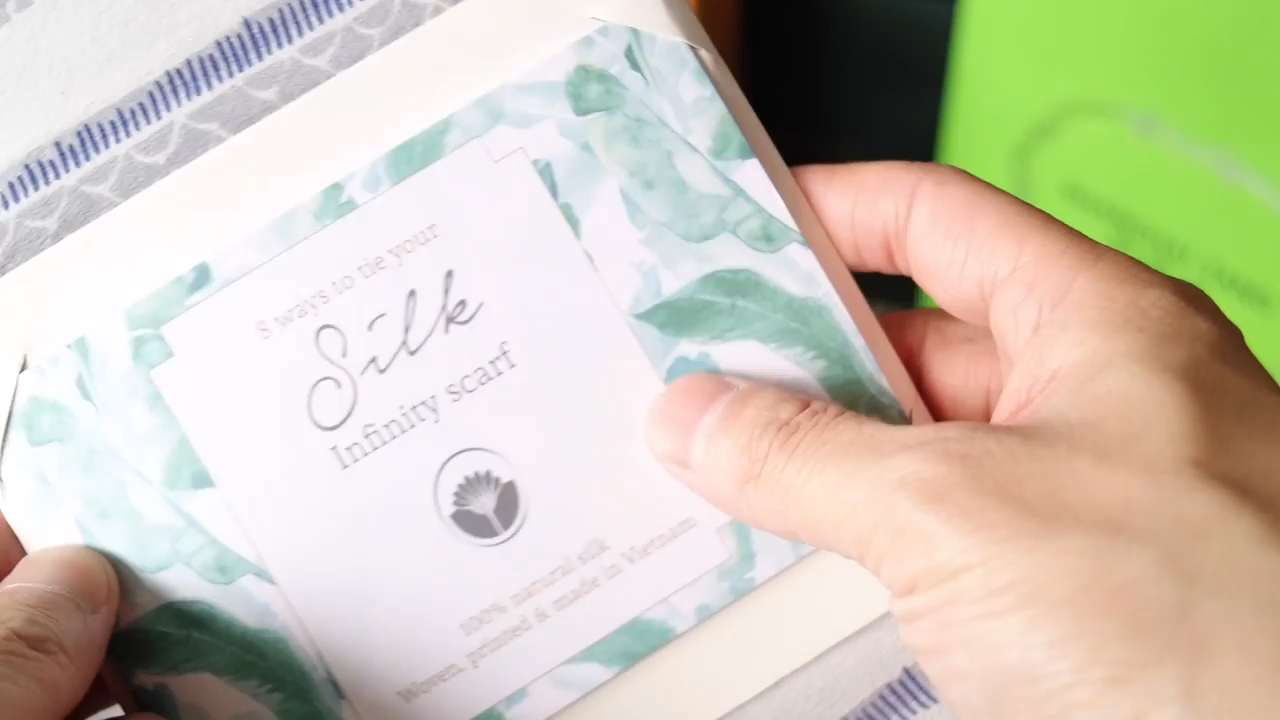 8 ways to tie your
Silk
Infinity scarf
100% natural silk
Woven, printed & made in Vietnam